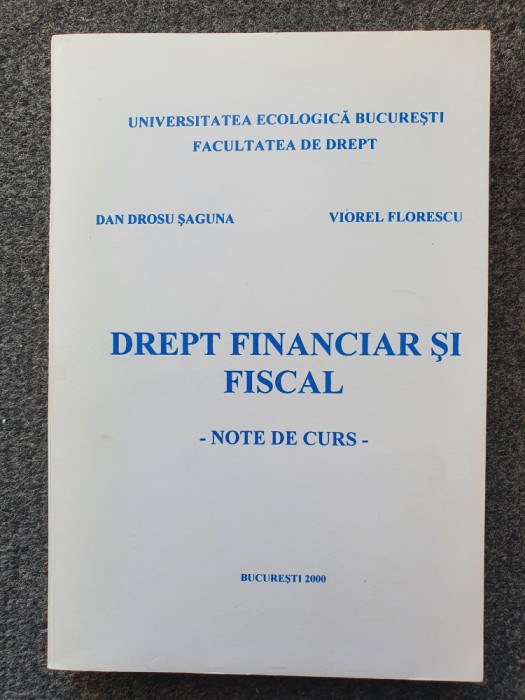 UNIVERSITATEA ECOLOGICĂ BUCUREŞTI
FACULTATEA DE DREPT
DAN DROSU ŞAGUNA VIOREL FLORESCU
DREPT FINANCIAR ŞI
FISCAL
- NOTE DE CURS -
BUCUREŞTI 2000